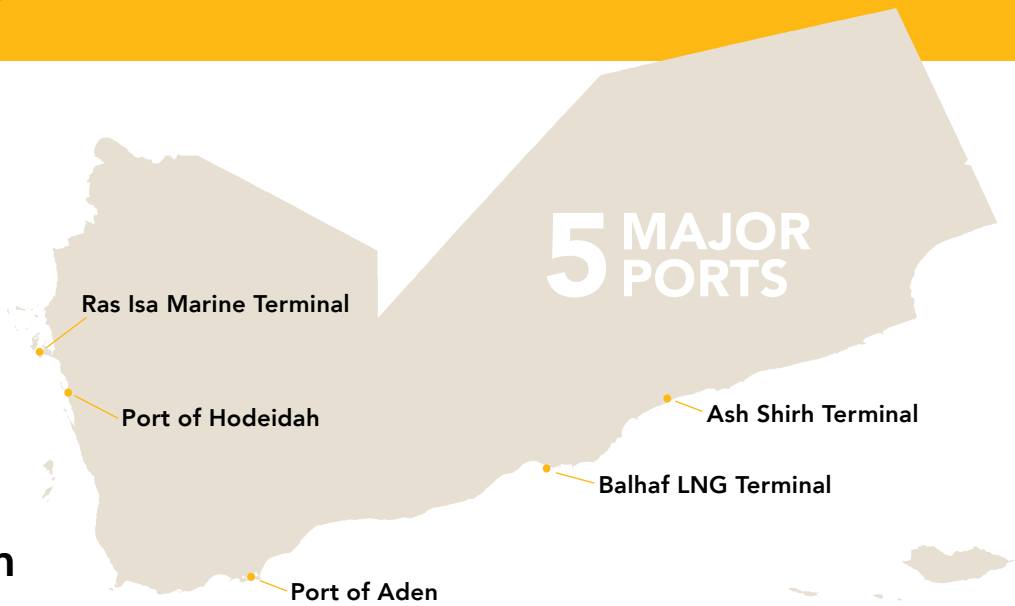 5 MAJOR
PORTS
Ras Isa Marine Terminal
Port of Hodeidah
Ash Shirh Terminal
Balhaf LNG Terminal
Port of Aden